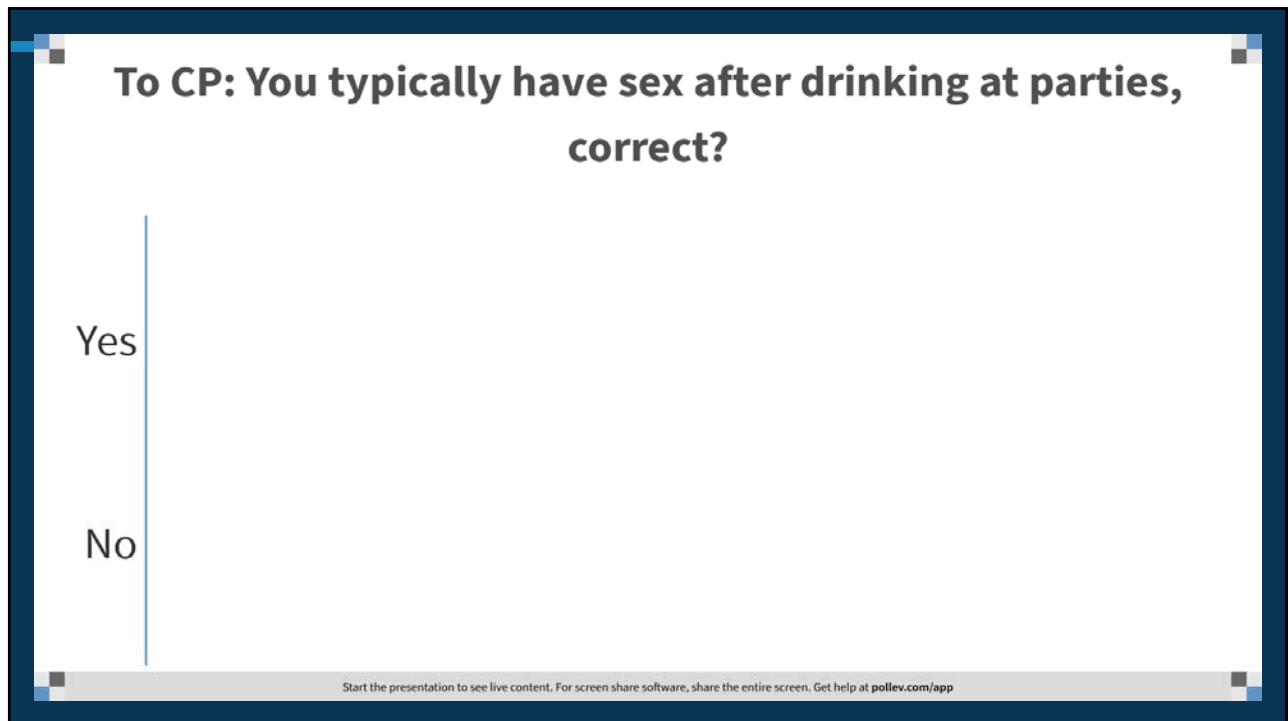 To CP: You typically have sex after drinking at parties,
correct?
Yes
No
Start the presentation to see live content. For screen share software, share the entire screen. Get help at pollev.com/app